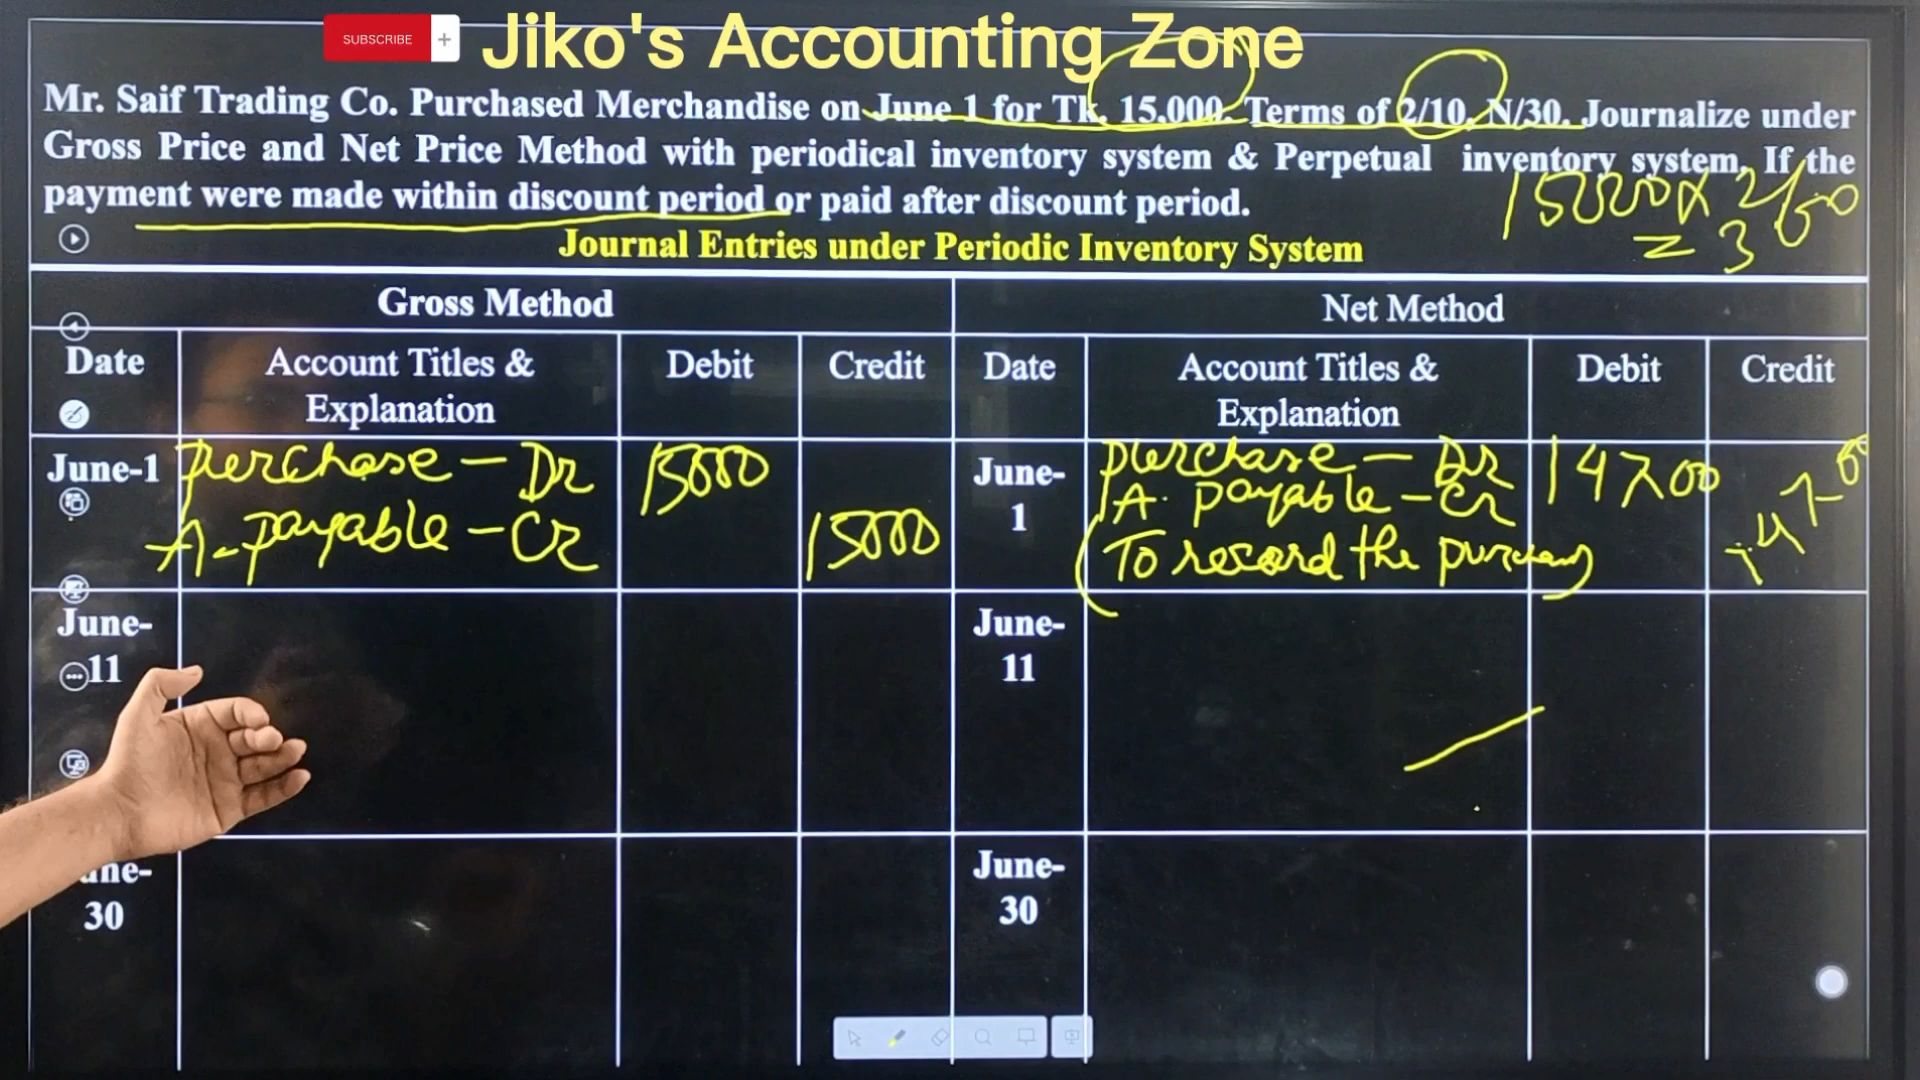 SUBSCRIBE + Jiko's Accounting Zone
Mr. Saif Trading Co. Purchased Merchandise on June 1 for Tk. 15,000. Terms of 2/10, N/30. Journalize under
Gross Price and Net Price Method with periodical inventory system & Perpetual inventory system. If the
payment were made within discount period or paid after discount period.
15000 x 2/
= 3
Journal Entries under Periodic Inventory System
Gross Method
Net Method
Date Account Titles & Explanation Debit Credit
Date Account Titles & Explanation Debit Credit
June-1 purchase - Dr 15000
A. payable - Cr 15000
June-1 purchase - Dr 14700
A. payable - Cr 14700
(To record the
June-11
June-11
June-30
30